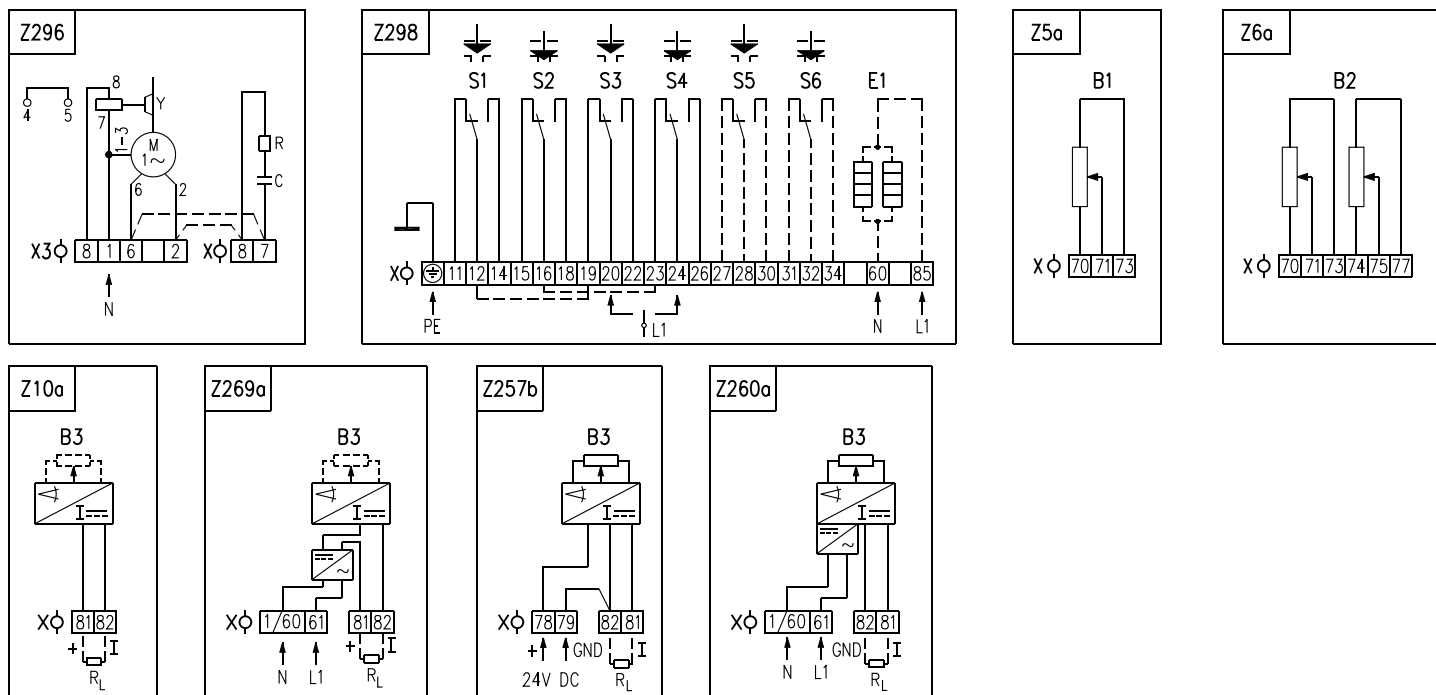 Z296
8
4
5
7
Y
1-3
M
1~
6
2
R
C
X3
8 1 6 2
X
8 7
N
Z298
S1 S2 S3 S4 S5 S6 E1
X
11 12 14 15 16 18 19 20 22 23 24 26 27 28 30 31 32 34 60 85
PE
L1
N
L1
Z5a
B1
X
70 71 73
Z6a
B2
X
70 71 73 74 75 77
Z10a
B3
I
X
81 82
+ I
RL
Z269a
B3
I
~
X
1/60 61 81 82
N L1
+ I
RL
Z257b
B3
I
X
78 79 82 81
+ GND I
24V DC
RL
Z260a
B3
I
~
X
1/60 61 82 81
N L1
GND I
RL